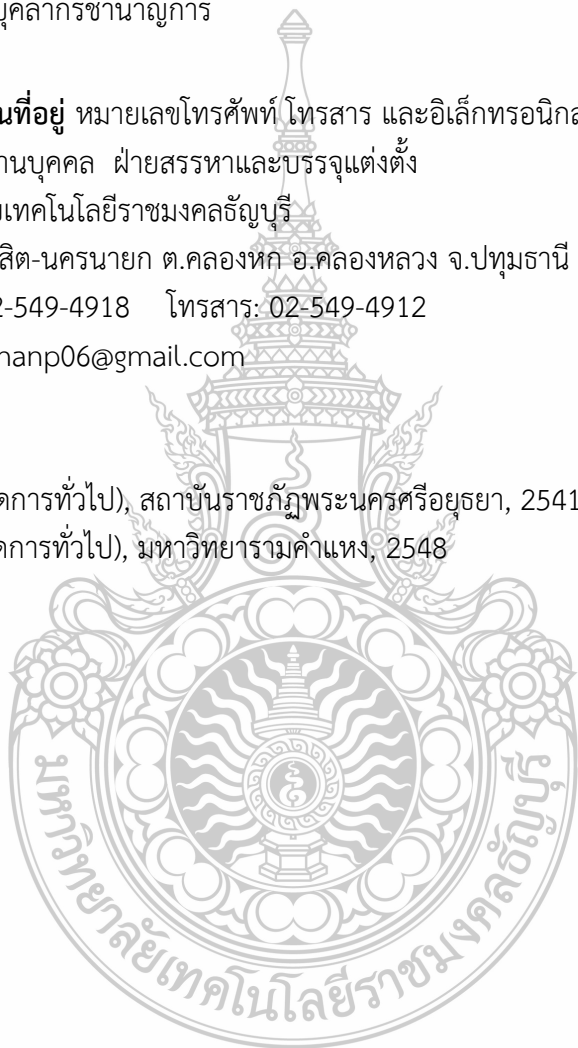 บุคลากรชำนาญการ
นที่อยู่ หมายเลขโทรศัพท์ โทรสาร และอิเล็กทรอนิก
านบุคคล ฝ่ายสรรหาและบรรจุแต่งตั้ง
ยเทคโนโลยีราชมงคลธัญบุรี
สิต-นครนายก ต.คลองหก อ.คลองหลวง จ.ปทุมธานี
2-549-4918 โทรสาร: 02-549-4912
nanp06@gmail.com
ดการทั่วไป), สถาบันราชภัฏพระนครศรีอยุธยา, 2541
ดการทั่วไป), มหาวิทยารามคำแหง, 2548
มหาวิทยาลัยเทคโนโลยีราชมงคลธัญบุรี